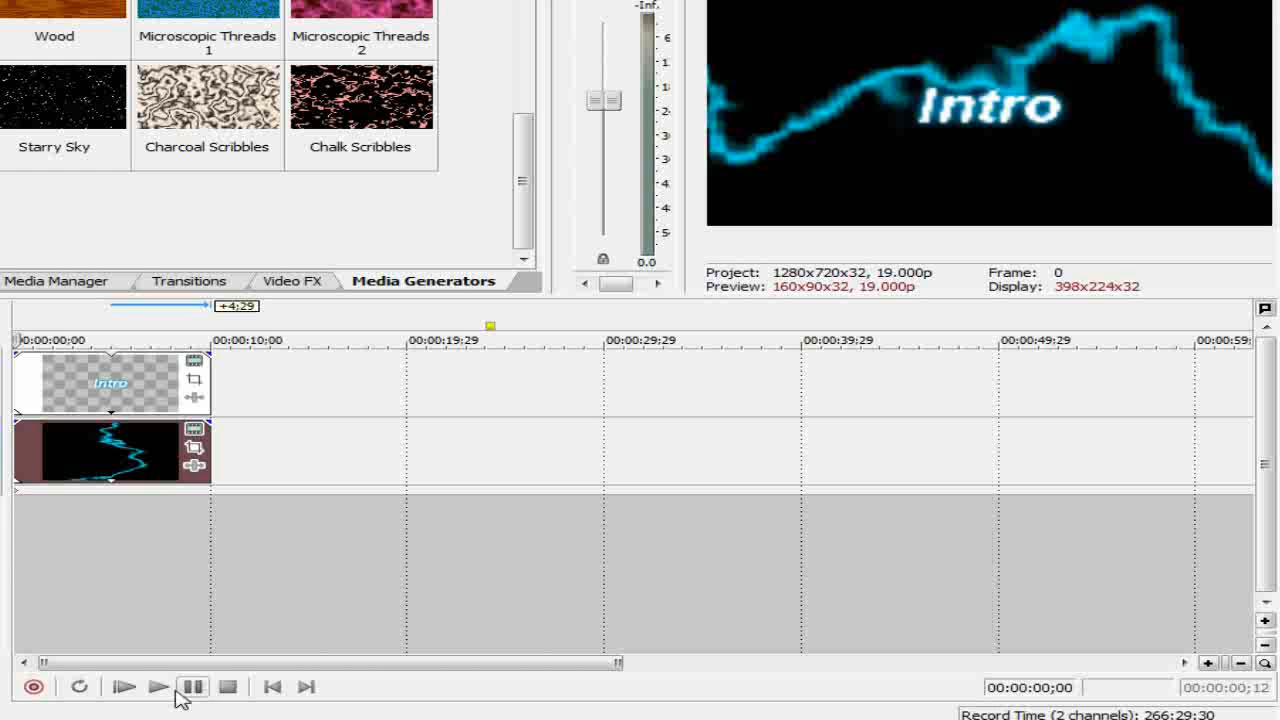 -Inf.
Wood
Microscopic Threads 1
Microscopic Threads 2
6
1
1
2
3
3
4
4
5
0.0
Starry Sky
Charcoal Scribbles
Chalk Scribbles
Intro
Media Manager
Transitions
Video FX
Media Generators
Project: 1280x720x32, 19.000p
Frame: 0
Preview: 160x90x32, 19.000p
Display: 398x224x32
+4;29
00:00:00;00
00:00:10;00
00:00:19;29
00:00:29;29
00:00:39;29
00:00:49;29
00:00:59;
Intro
00:00:00;00
00:00:00;12
Record Time (2 channels): 266:29:30